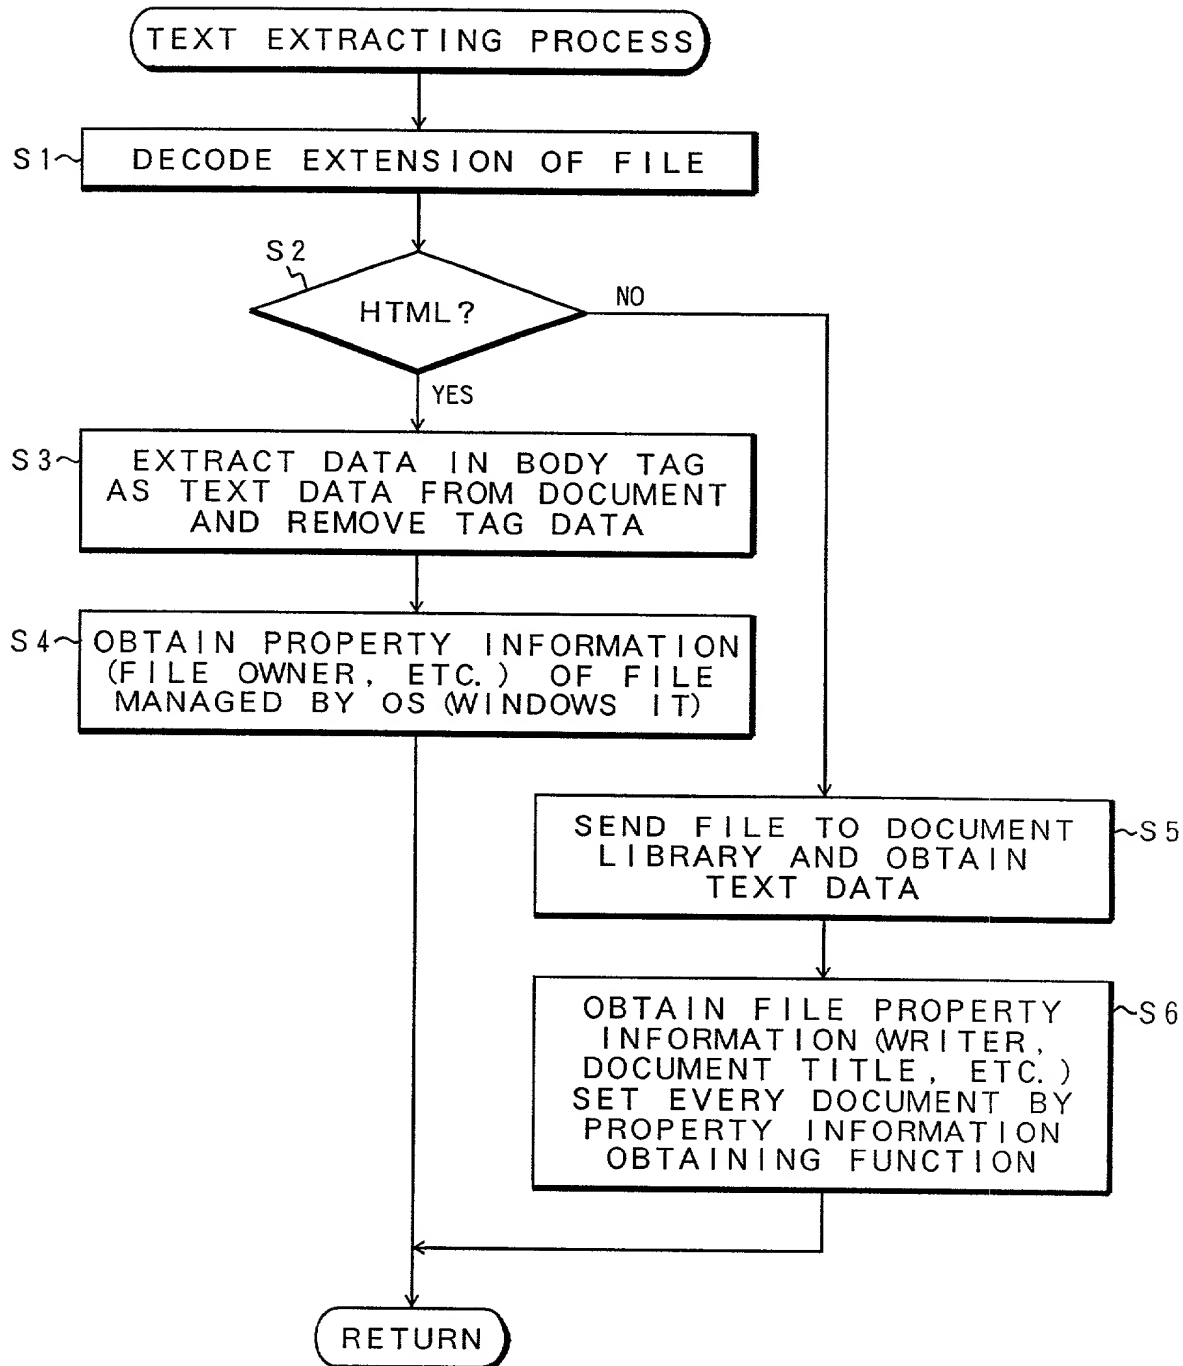 TEXT EXTRACTING PROCESS
S1
DECODE EXTENSION OF FILE
S2
HTML?
NO
YES
S3
EXTRACT DATA IN BODY TAG
AS TEXT DATA FROM DOCUMENT
AND REMOVE TAG DATA
S4
OBTAIN PROPERTY INFORMATION
(FILE OWNER, ETC.) OF FILE
MANAGED BY OS (WINDOWS IT)
SEND FILE TO DOCUMENT
LIBRARY AND OBTAIN
TEXT DATA
S5
OBTAIN FILE PROPERTY
INFORMATION (WRITER,
DOCUMENT TITLE, ETC.)
SET EVERY DOCUMENT BY
PROPERTY INFORMATION
OBTAINING FUNCTION
S6
RETURN